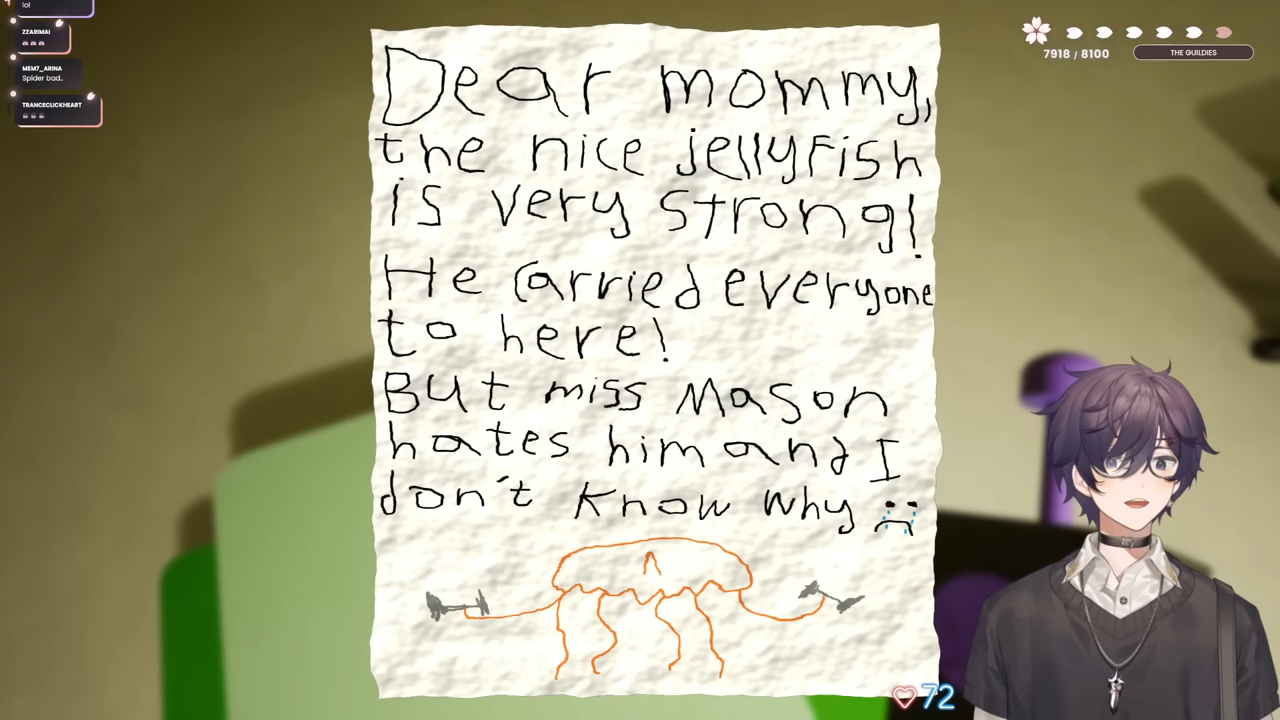 lol
ZZARIMAI
MEM7_ARINA
Spider bad..
TRANCECLICKHEART
7918 / 8100
THE GUILDIES
Dear mommy,
the nice jellyfish
is very strong!
He carried everyone
to here!
But miss Mason
hates him and I
don't know why
72